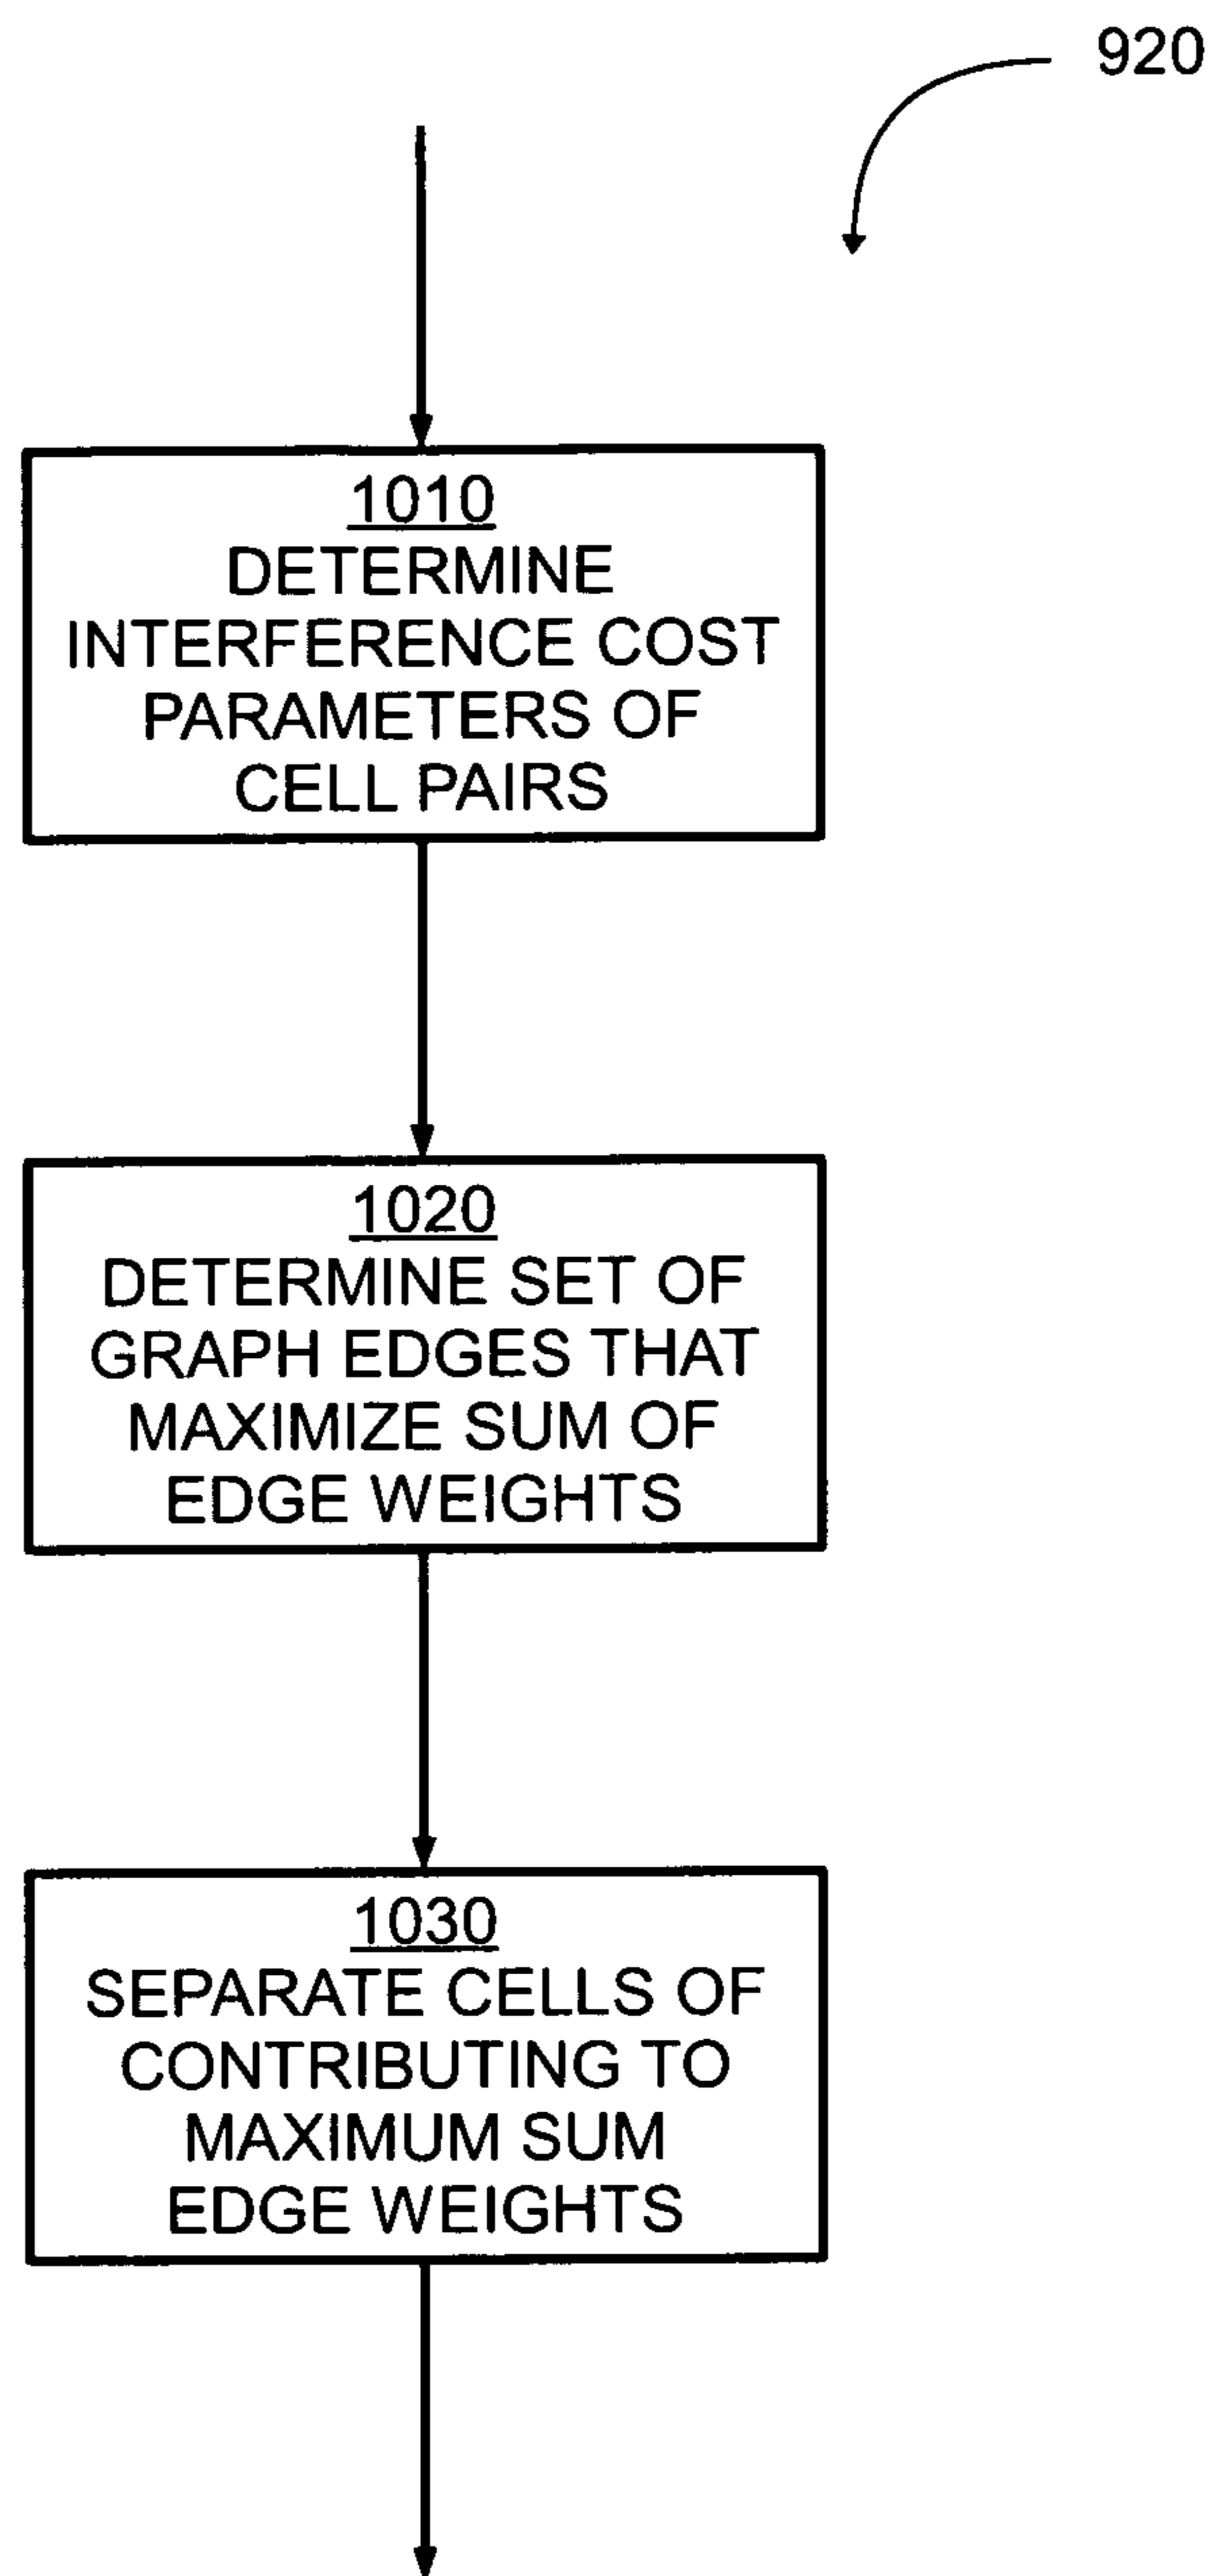 920
1010
DETERMINE
INTERFERENCE COST
PARAMETERS OF
CELL PAIRS
1020
DETERMINE SET OF
GRAPH EDGES THAT
MAXIMIZE SUM OF
EDGE WEIGHTS
1030
SEPARATE CELLS OF
CONTRIBUTING TO
MAXIMUM SUM
EDGE WEIGHTS